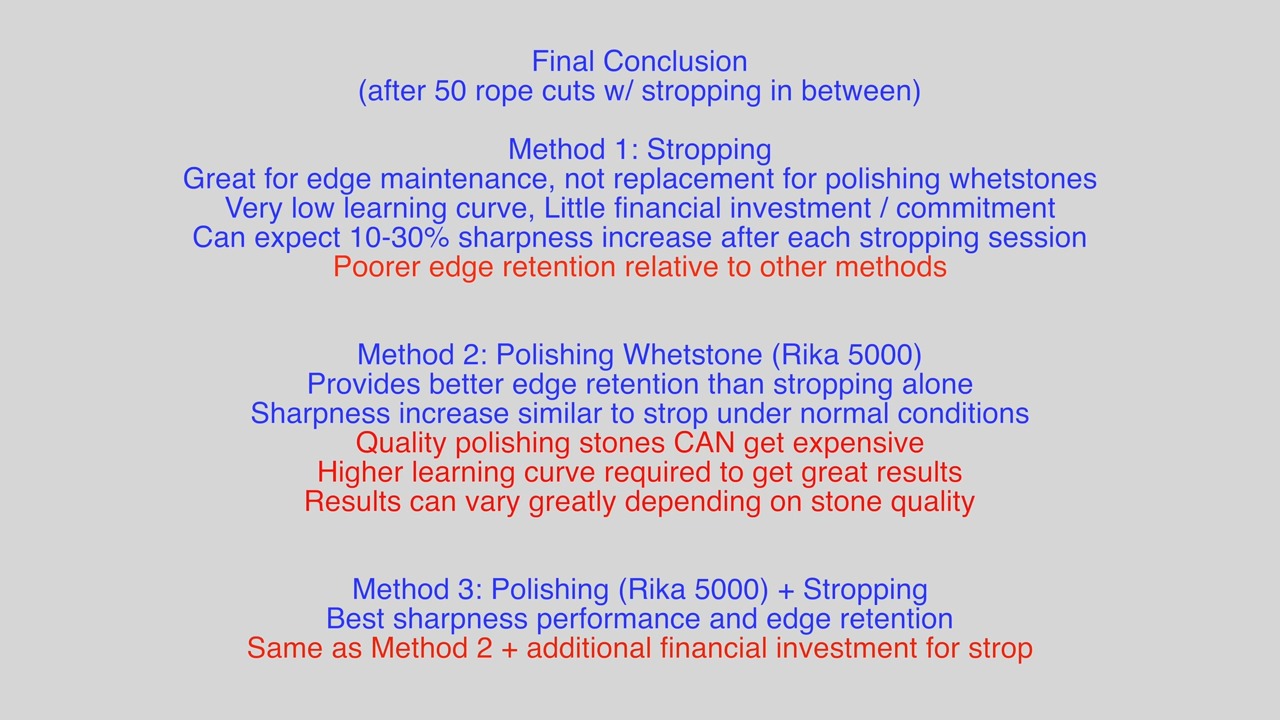 Final Conclusion
(after 50 rope cuts w/ stropping in between)
Method 1: Stropping
Great for edge maintenance, not replacement for polishing whetstones
Very low learning curve, Little financial investment / commitment
Can expect 10-30% sharpness increase after each stropping session
Poorer edge retention relative to other methods
Method 2: Polishing Whetstone (Rika 5000)
Provides better edge retention than stropping alone
Sharpness increase similar to strop under normal conditions
Quality polishing stones CAN get expensive
Higher learning curve required to get great results
Results can vary greatly depending on stone quality
Method 3: Polishing (Rika 5000) + Stropping
Best sharpness performance and edge retention
Same as Method 2 + additional financial investment for strop